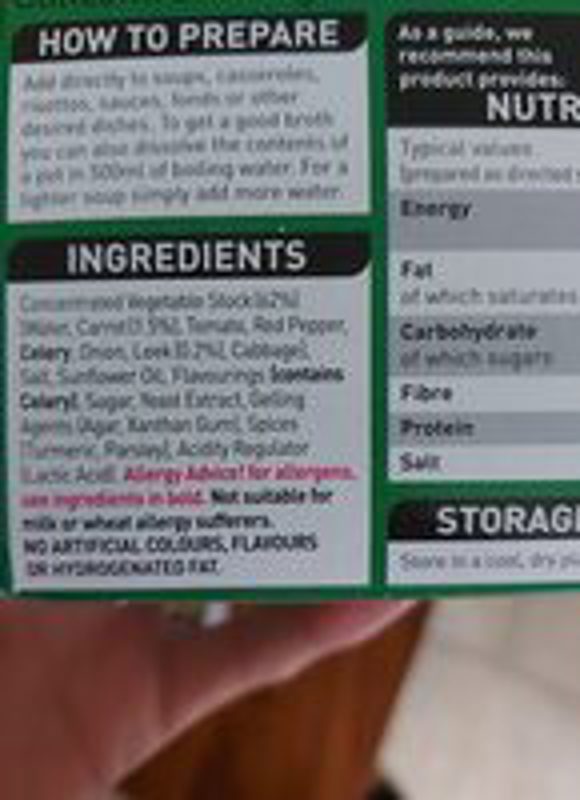 HOW TO PREPARE
Add directly to soups, casseroles,
risottos, sauces, fonds or other
desired dishes. To get a good broth
you can also dissolve the contents of
a pot in 500ml of boiling water. For a
lighter soup simply add more water.
INGREDIENTS
Concentrated Vegetable Stock (62%)
(Water, Carrot (1.5%), Tomato, Red Pepper,
Celery, Onion, Leek (0.2%), Cabbage),
Salt, Sunflower Oil, Flavourings (contains
Celery), Sugar, Yeast Extract, Gelling
Agents (Agar, Xanthan Gum), Spices
(Turmeric, Parsley), Acidity Regulator
(Lactic Acid). Allergy Advice! for allergens,
see ingredients in bold. Not suitable for
milk or wheat allergy sufferers.
NO ARTIFICIAL COLOURS, FLAVOURS
OR HYDROGENATED FAT.
As a guide, we
recommend this
product provides:
NUTR
Typical values
(prepared as directed
Energy
Fat
of which saturates
Carbohydrate
of which sugars
Fibre
Protein
Salt
STORAG
Store in a cool, dry